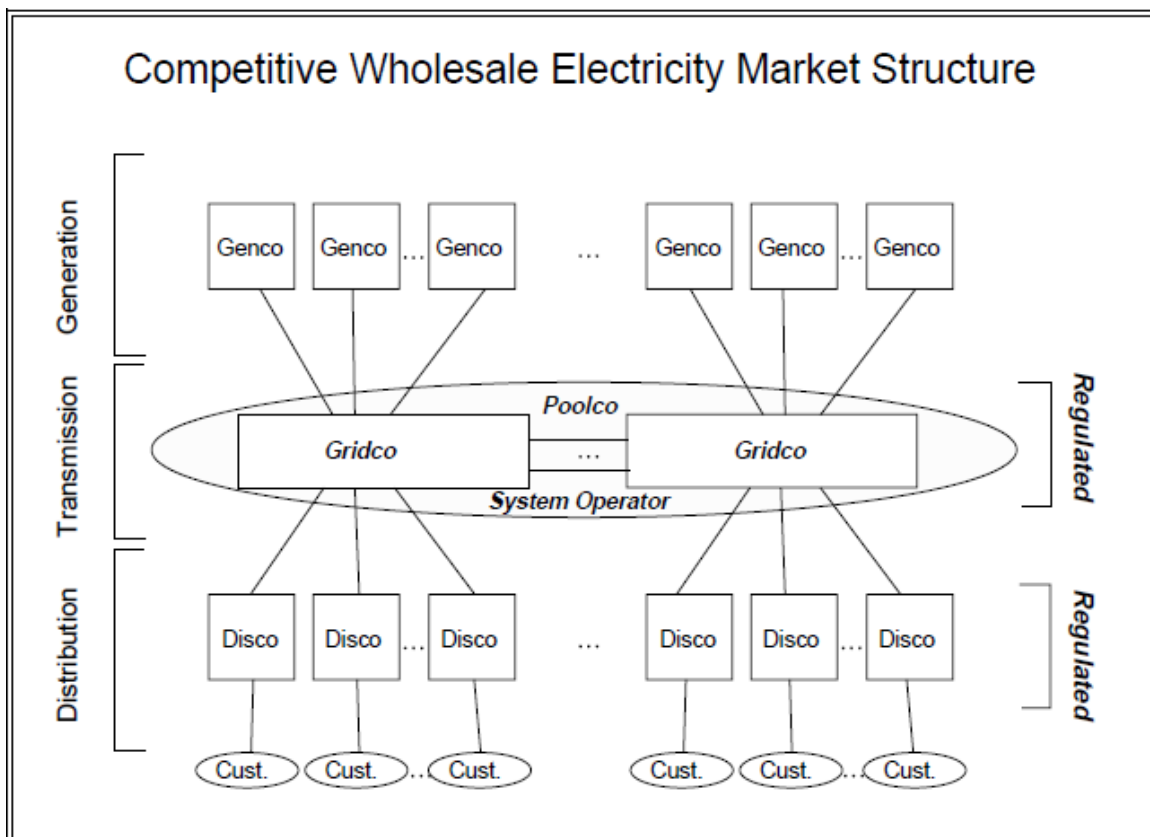 Competitive Wholesale Electricity Market Structure
Generation
Genco Genco ... Genco ... Genco Genco ... Genco
Transmission
Regulated
Poolco
Gridco ... Gridco
System Operator
Distribution
Regulated
Disco Disco ... Disco ... Disco Disco ... Disco
Cust. Cust. ... Cust. Cust. Cust. ... Cust.